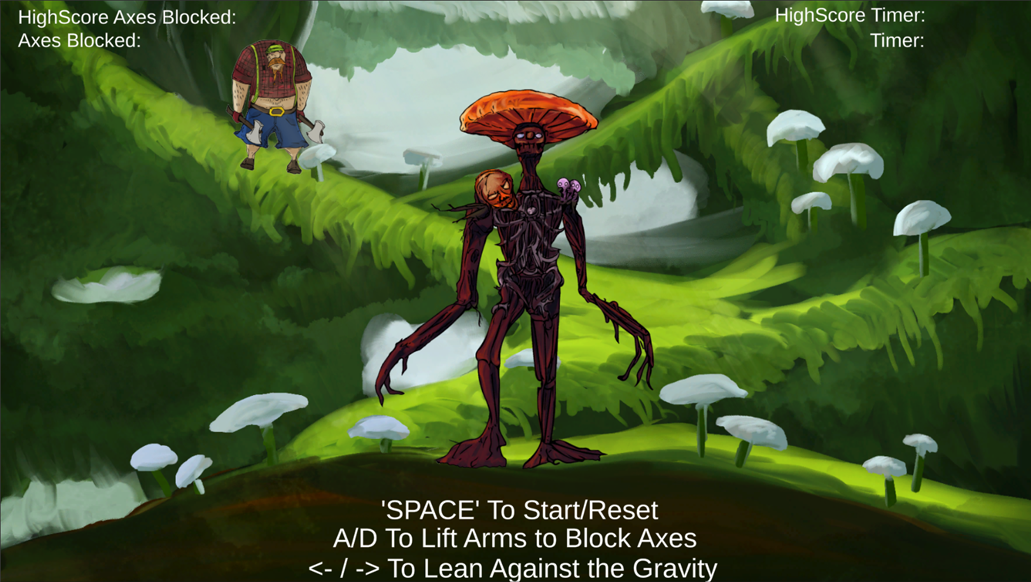 HighScore Axes Blocked:
Axes Blocked:
HighScore Timer:
Timer:
'SPACE' To Start/Reset
A/D To Lift Arms to Block Axes
<- / -> To Lean Against the Gravity